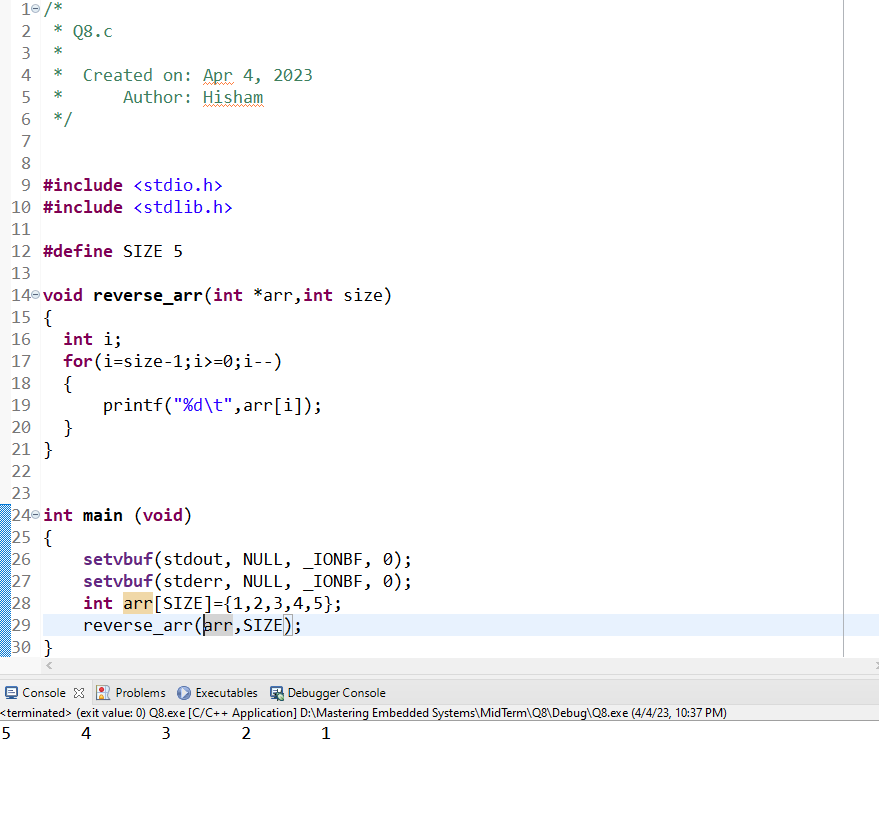 1 /*
2  * Q8.c
3  *
4  *  Created on: Apr 4, 2023
5  *      Author: Hisham
6  */
7
8
9 #include <stdio.h>
10 #include <stdlib.h>
11
12 #define SIZE 5
13
14 void reverse_arr(int *arr,int size)
15 {
16   int i;
17   for(i=size-1;i>=0;i--)
18   {
19       printf("%d\t",arr[i]);
20   }
21 }
22
23
24 int main (void)
25 {
26     setvbuf(stdout, NULL, _IONBF, 0);
27     setvbuf(stderr, NULL, _IONBF, 0);
28     int arr[SIZE]={1,2,3,4,5};
29     reverse_arr(arr,SIZE);
30 }
Console Problems Executables Debugger Console
<terminated> (exit value: 0) Q8.exe [C/C++ Application] D:\Mastering Embedded Systems\MidTerm\Q8\Debug\Q8.exe (4/4/23, 10:37 PM)
5	4	3	2	1